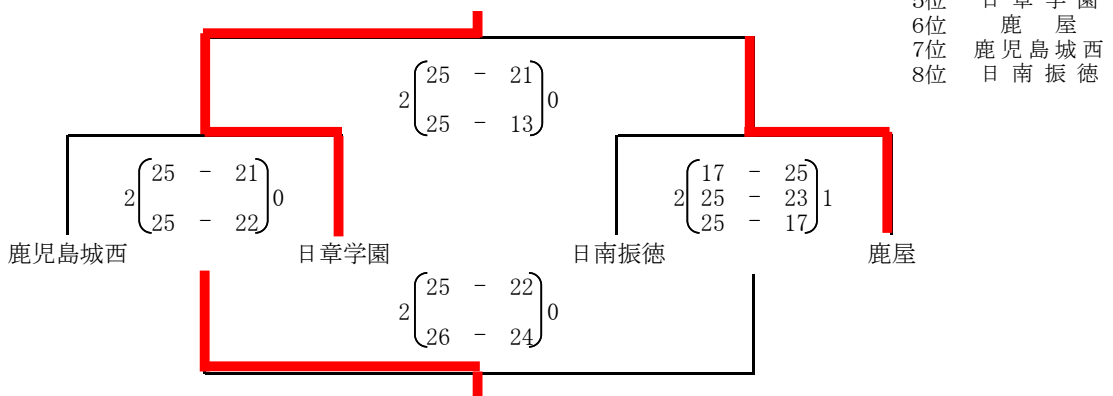 5位 日章学園
6位 鹿屋
7位 鹿児島城西
8位 日南振徳
2 25 - 21 0
25 - 13
2 25 - 21 0
25 - 22
17 - 25
2 25 - 23 1
25 - 17
鹿児島城西 日章学園 日南振徳 鹿屋
2 25 - 22 0
26 - 24